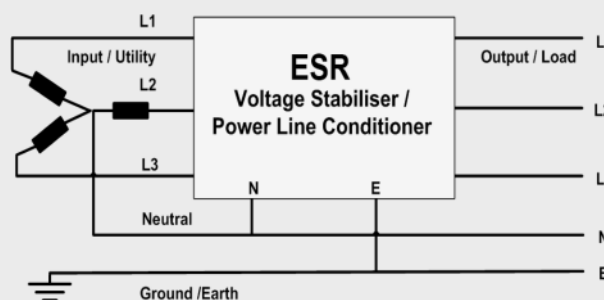 L1
Input / Utility
ESR
Output / Load
L2
Voltage Stabiliser /
Power Line Conditioner
L3
N
E
Neutral
Ground /Earth